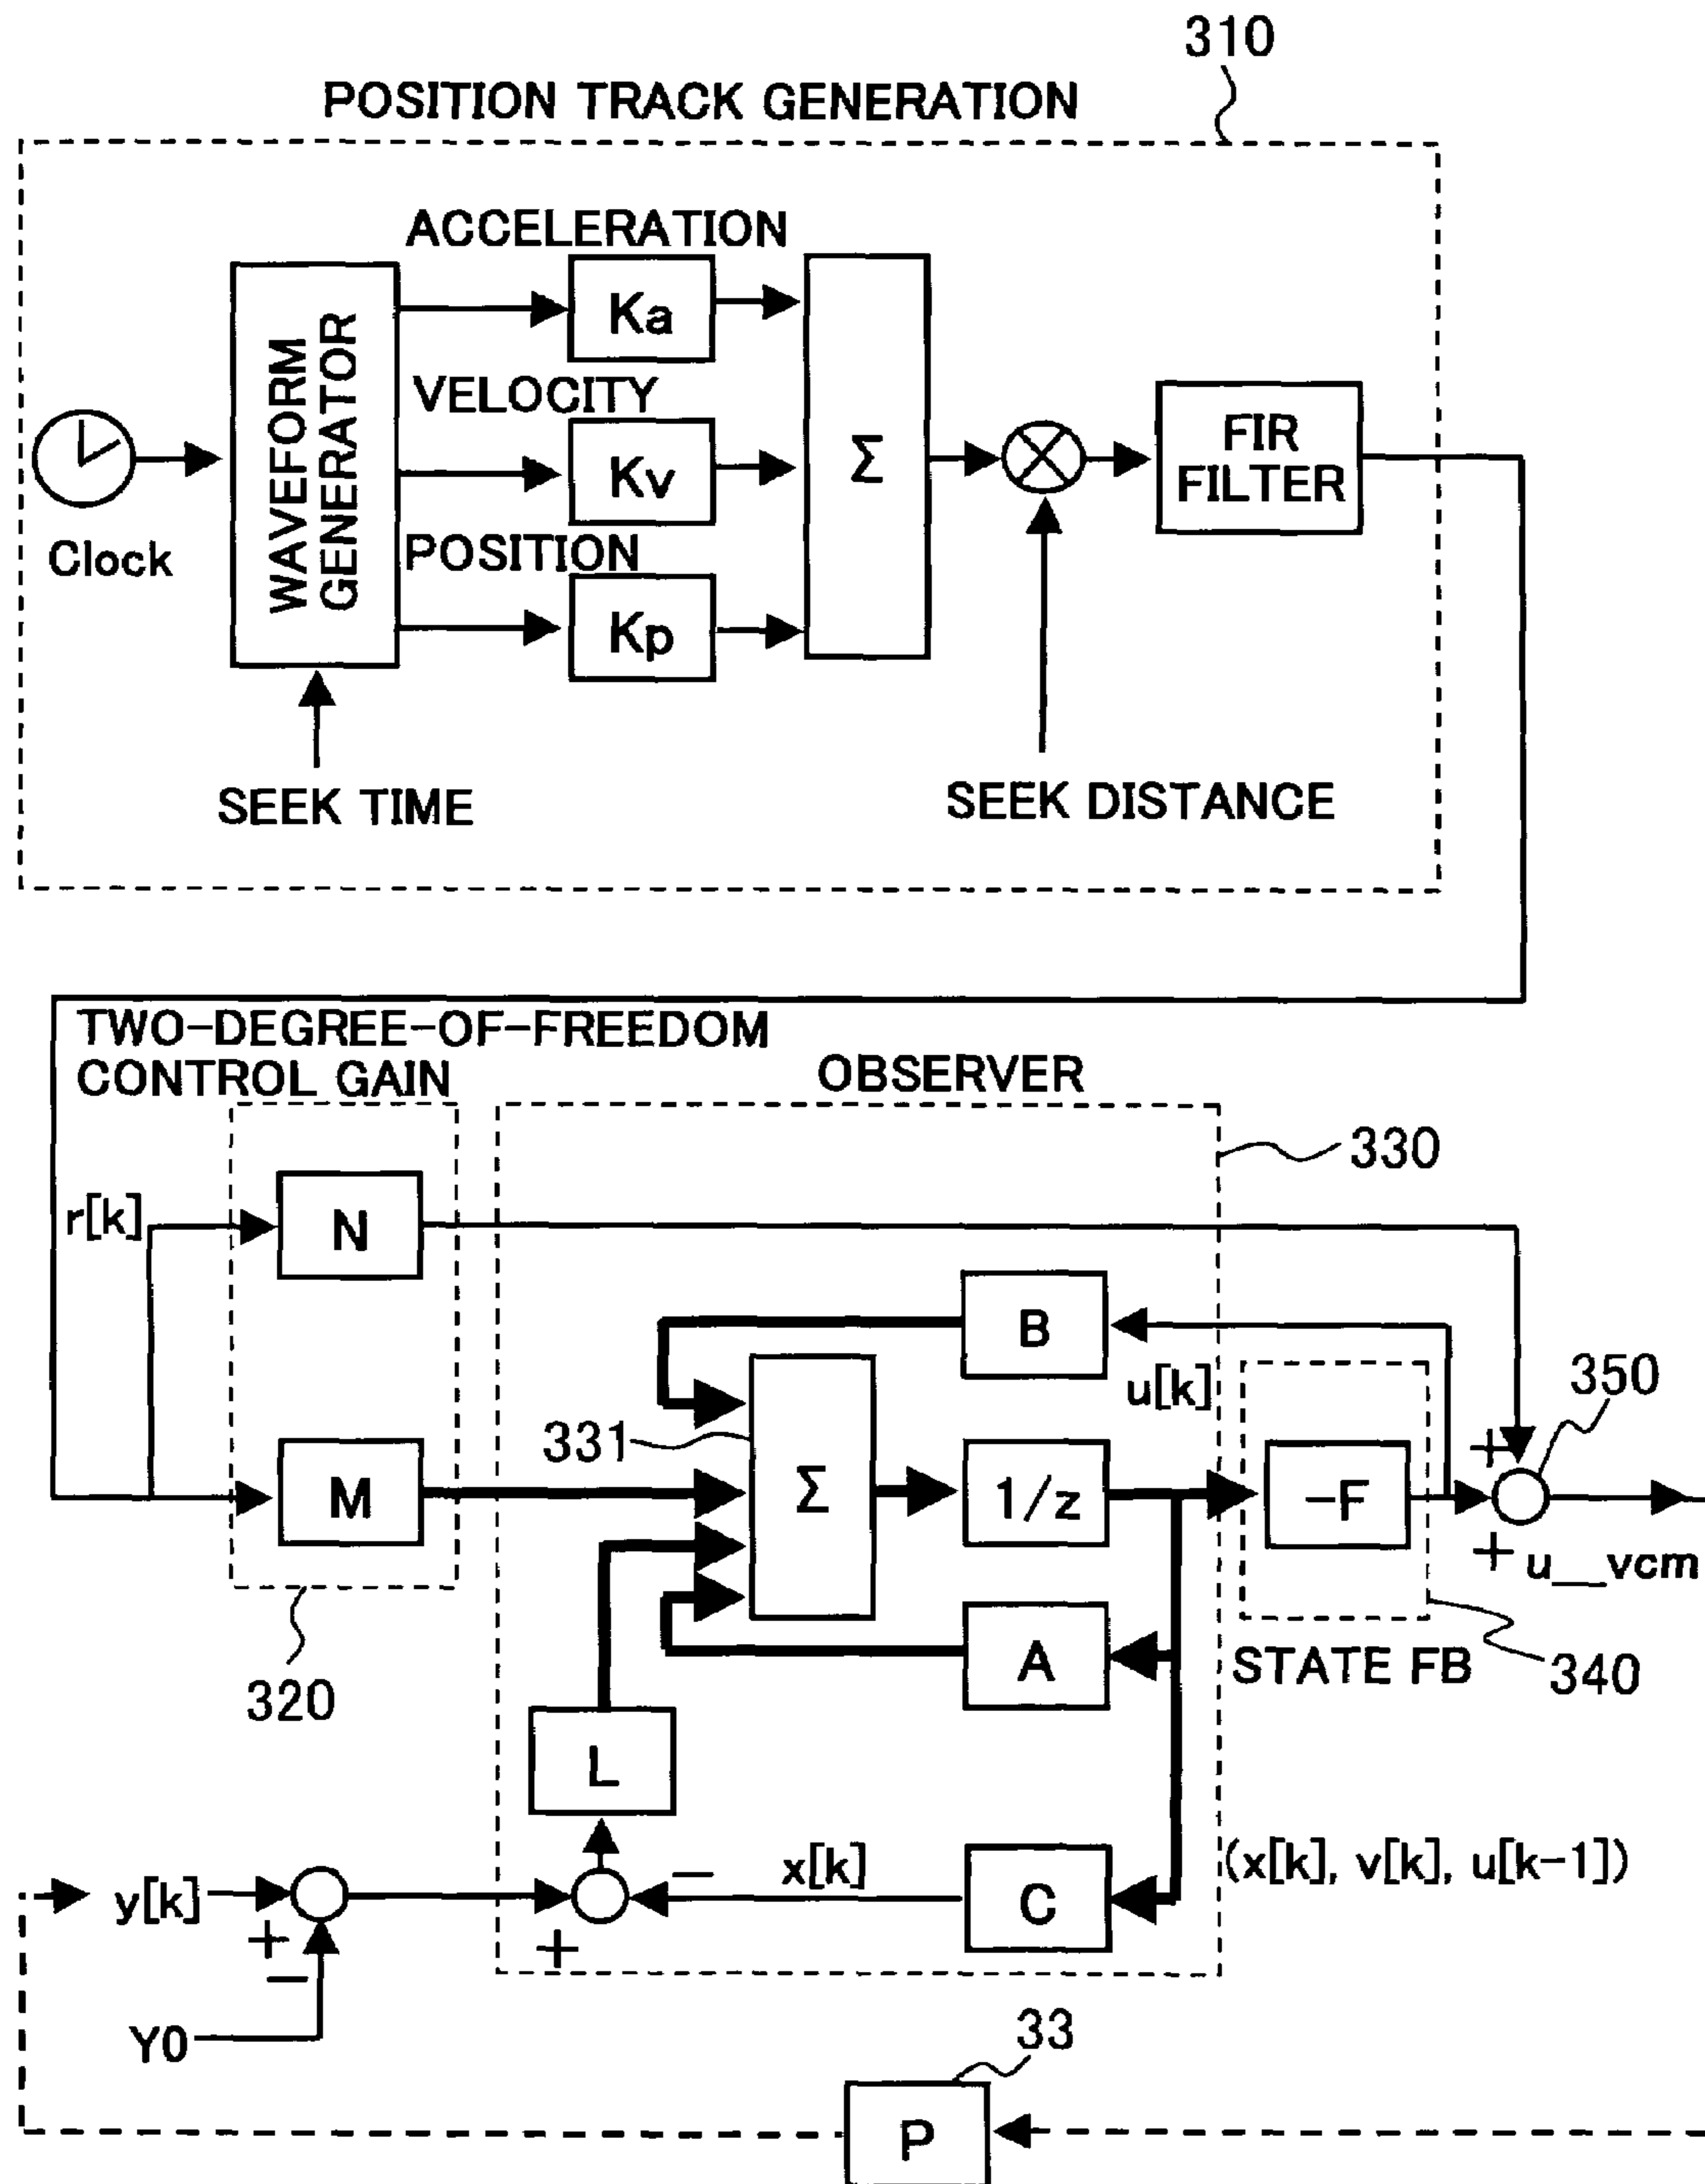 310
POSITION TRACK GENERATION
ACCELERATION
Ka
WAVEFORM
GENERATOR
VELOCITY
Kv
Σ
FIR
FILTER
Clock
POSITION
Kp
SEEK TIME
SEEK DISTANCE
TWO-DEGREE-OF-FREEDOM
CONTROL GAIN
OBSERVER
330
r[k]
N
B
u[k]
350
331
+
M
Σ
1/z
-F
+
u__vcm
A
STATE FB
340
320
L
y[k]
+
−
+
−
x[k]
C
(x[k], v[k], u[k-1])
Y0
33
P